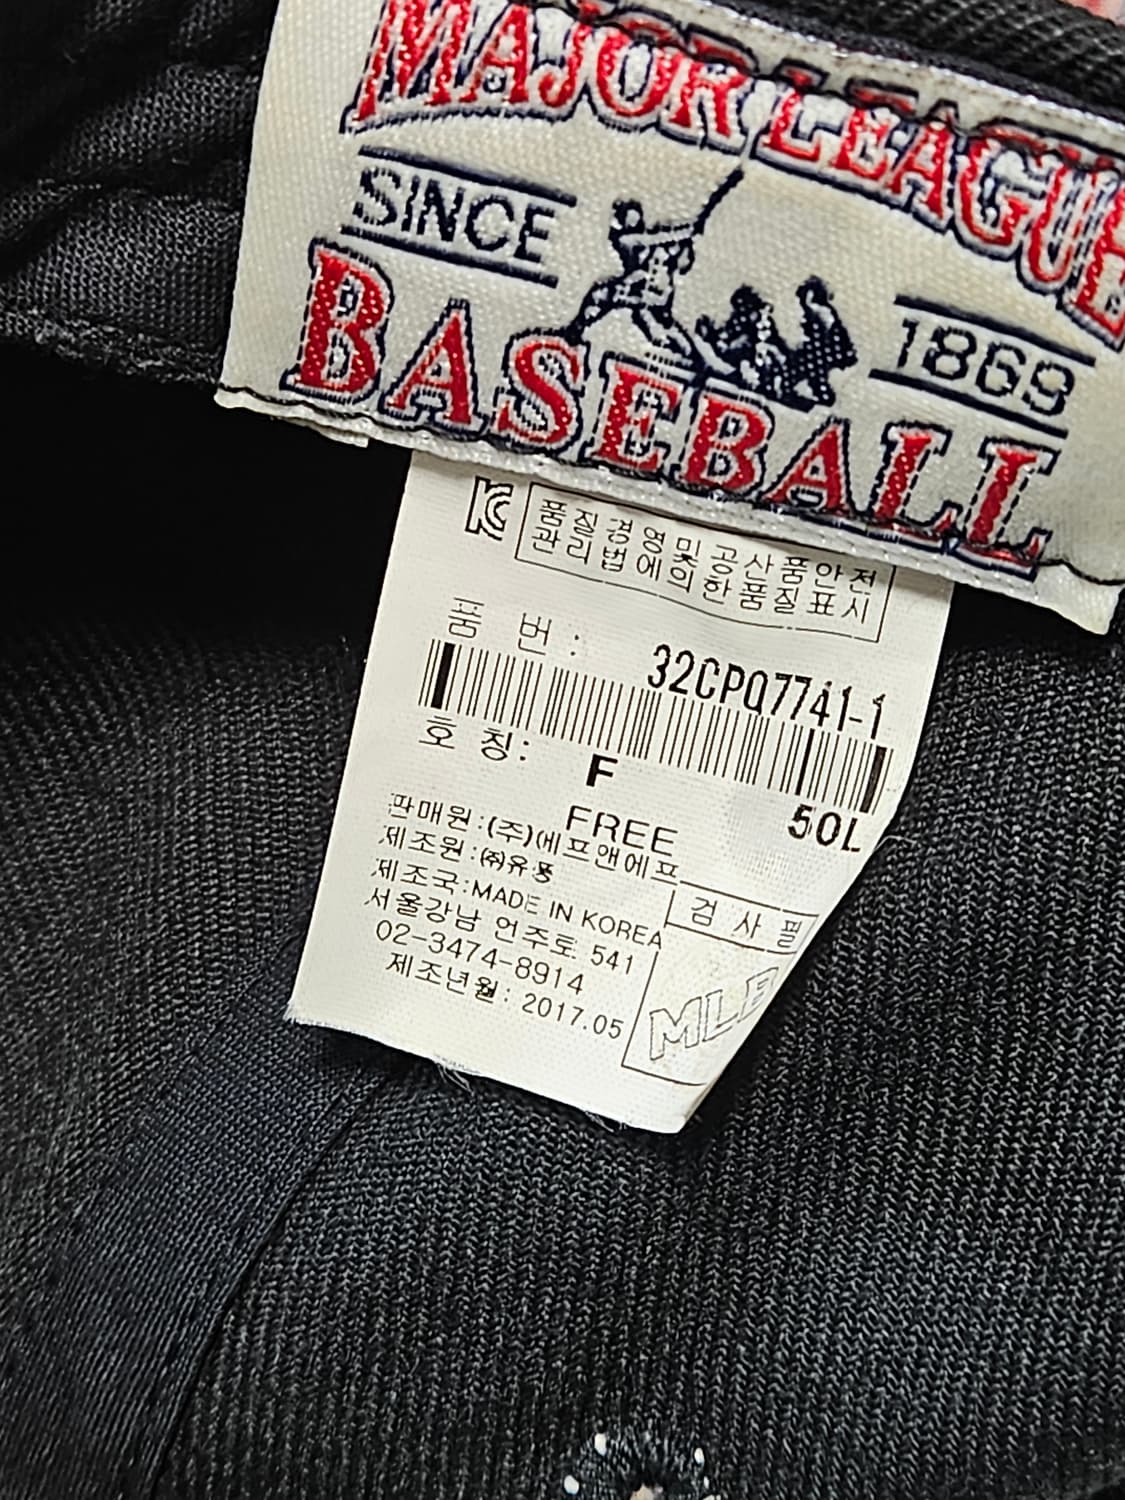 MAJOR LEAGUE
SINCE
1869
BASEBALL
품질경영및공산품안전
관리법에의한품질표시
품 번 : 32CPQ7741-1
호 칭: F
50L
FREE
판매원:(주)에프앤에프
제조원:㈜유풍
제조국:MADE IN KOREA
서울강남 언주로 541
02-3474-8914
제조년월: 2017.05
검 사 필
MLB